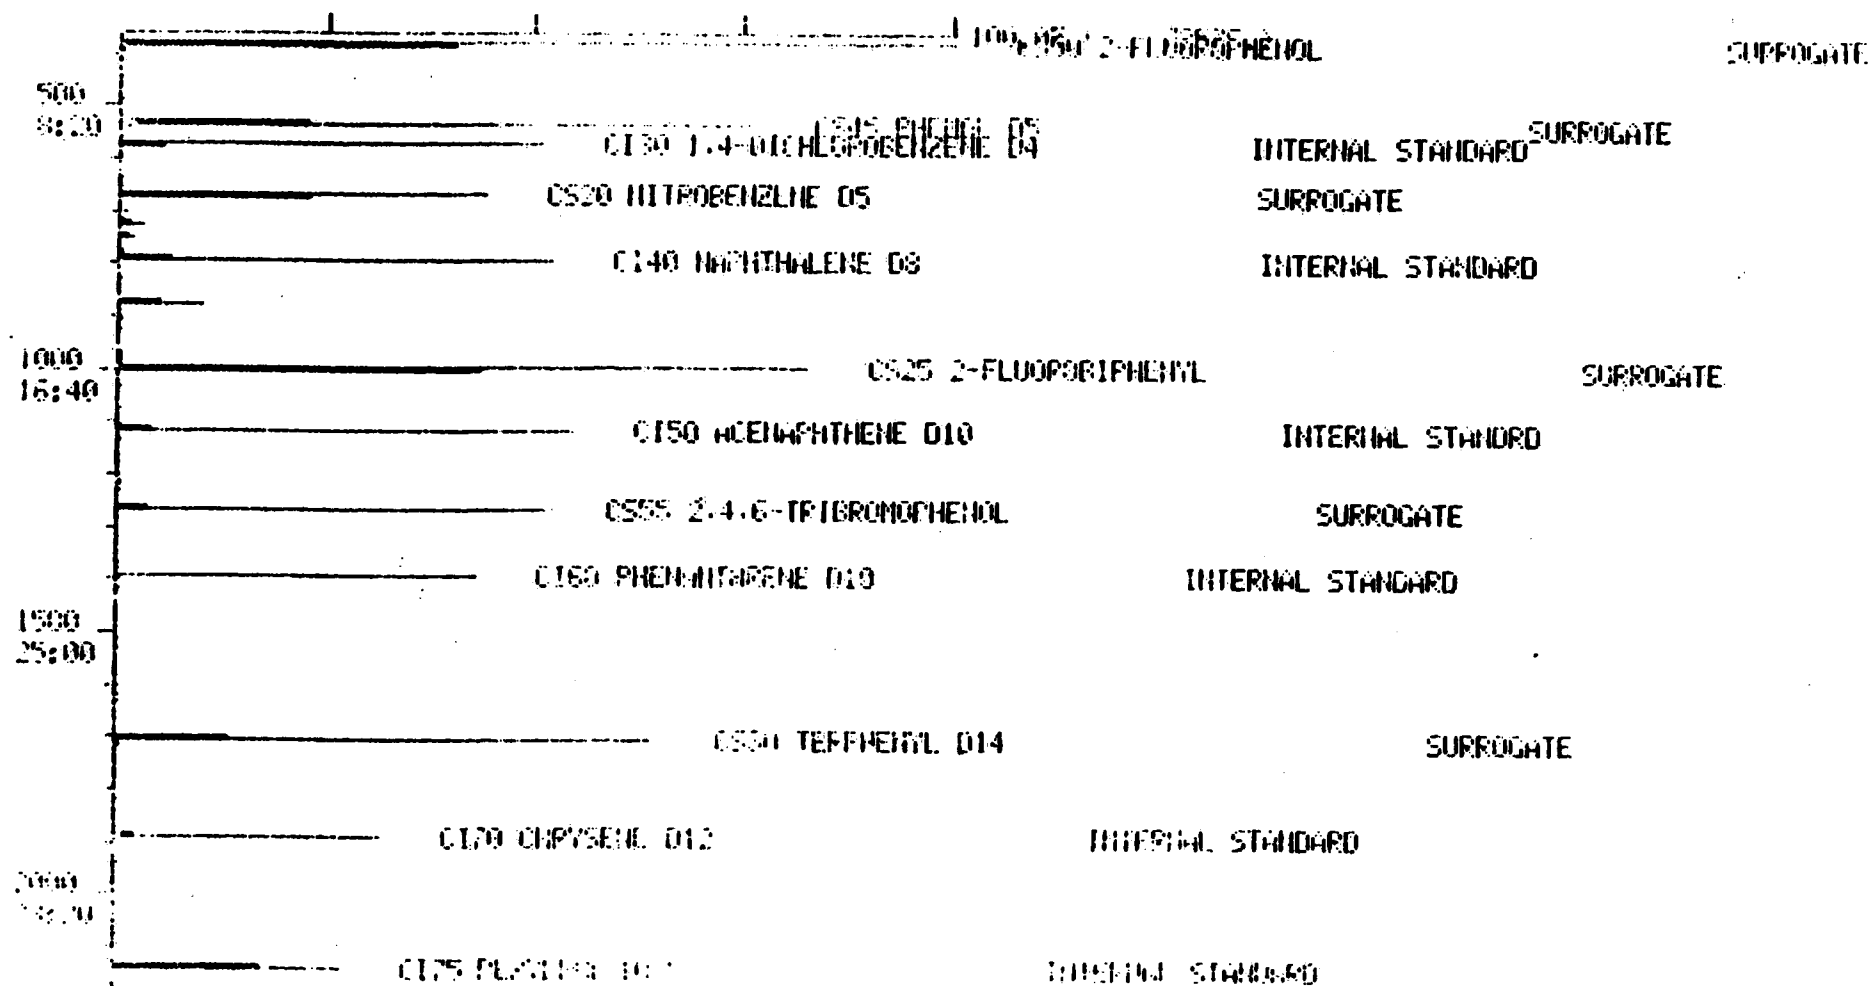 2-FLUOROPHENOL SURROGATE
500
8:20
CS15 PHENOL D5 SURROGATE
CI30 1,4-DICHLOROBENZENE D4 INTERNAL STANDARD
CS20 NITROBENZENE D5 SURROGATE
CI40 NAPHTHALENE D8 INTERNAL STANDARD
1000
16:40
CS25 2-FLUOROBIPHENYL SURROGATE
CI50 ACENAPHTHENE D10 INTERNAL STANDRD
CS55 2,4,6-TRIBROMOPHENOL SURROGATE
CI60 PHENANTHRENE D10 INTERNAL STANDARD
1500
25:00
TERPHENYL D14 SURROGATE
CI70 CHRYSENE D12 INTERNAL STANDARD
2000
CI75 INTERNAL STANDARD